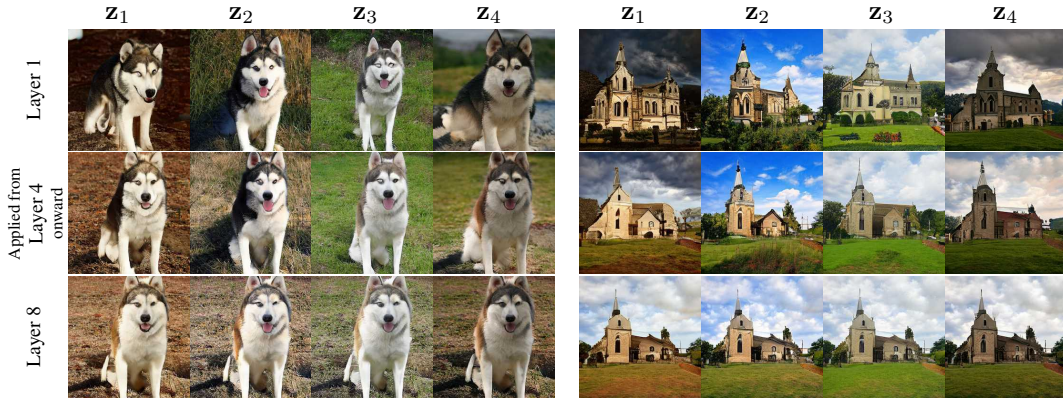 z₁ z₂ z₃ z₄ z₁ z₂ z₃ z₄
Layer 1
Applied from
Layer 4
onward
Layer 8